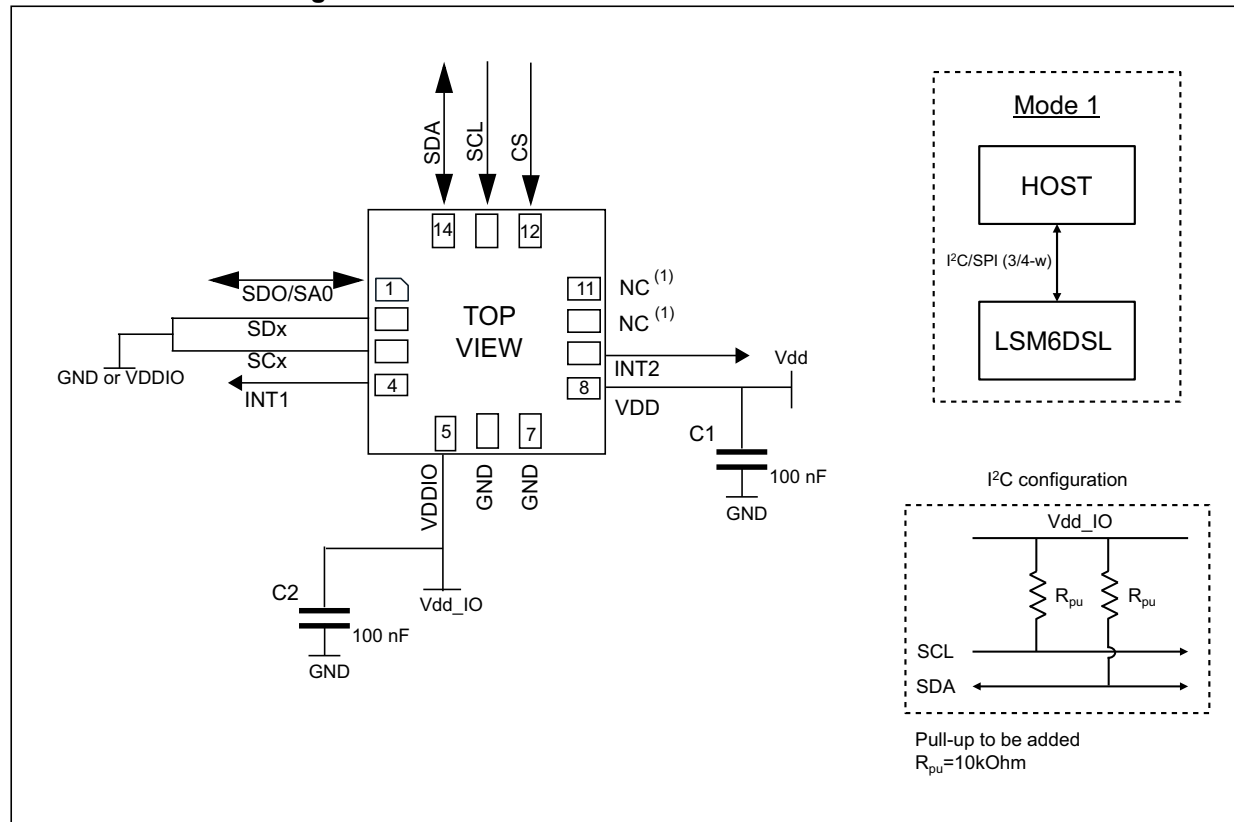 SDA
SCL
CS
14
12
SDO/SA0
1
SDx
SCx
GND or VDDIO
INT1
4
TOP
VIEW
11
NC (1)
NC (1)
INT2
Vdd
8
VDD
5
7
VDDIO
GND
GND
C1
100 nF
GND
C2
100 nF
GND
Vdd_IO
Mode 1
HOST
I²C/SPI (3/4-w)
LSM6DSL
I²C configuration
Vdd_IO
Rpu
Rpu
SCL
SDA
Pull-up to be added
Rpu=10kOhm